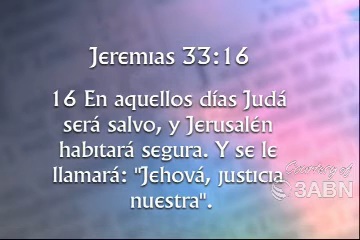 Jeremias 33:16
16 En aquellos días Judá
será salvo, y Jerusalén
habitará segura. Y se le
llamará: "Jehová, justicia
nuestra".
Courtesy of
3ABN